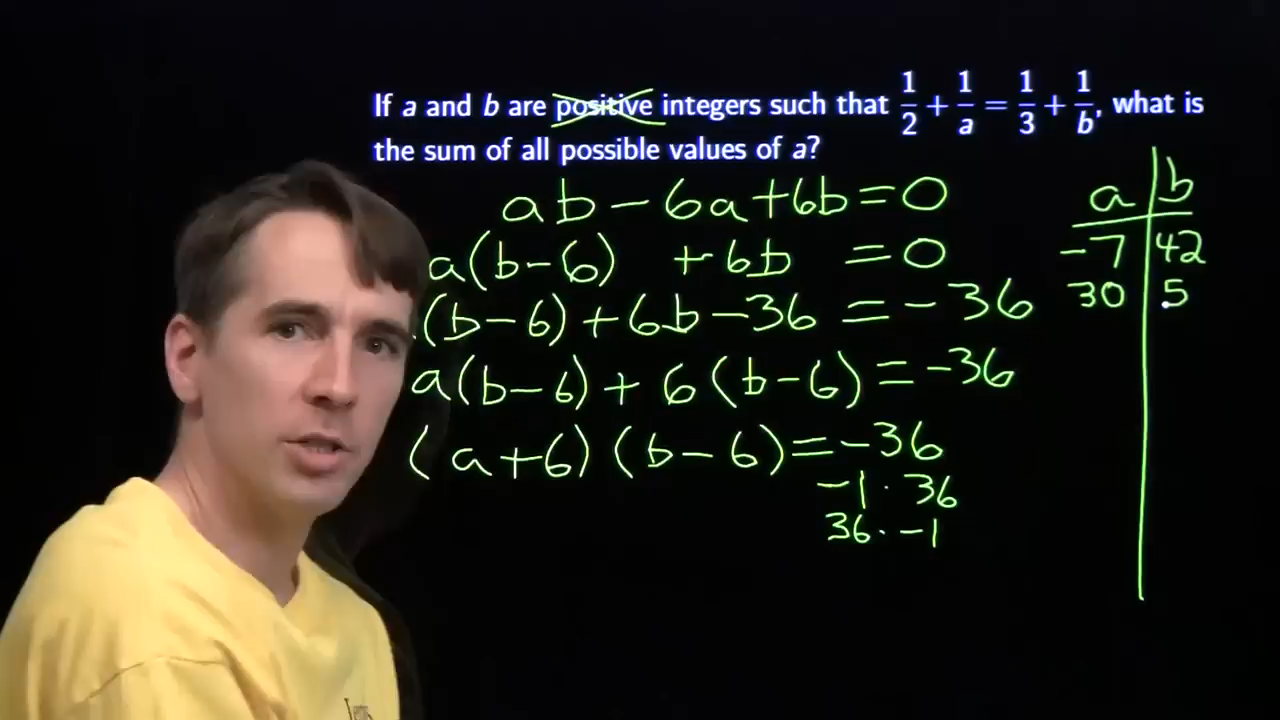 If a and b are positive integers such that 1/2 + 1/a = 1/3 + 1/b, what is
the sum of all possible values of a?
ab - 6a + 6b = 0
a(b-6) + 6b = 0
(b-6) + 6b - 36 = -36
a(b-6) + 6(b-6) = -36
(a+6)(b-6) = -36
-1 · 36
36 · -1
a b
-7 42
30 5